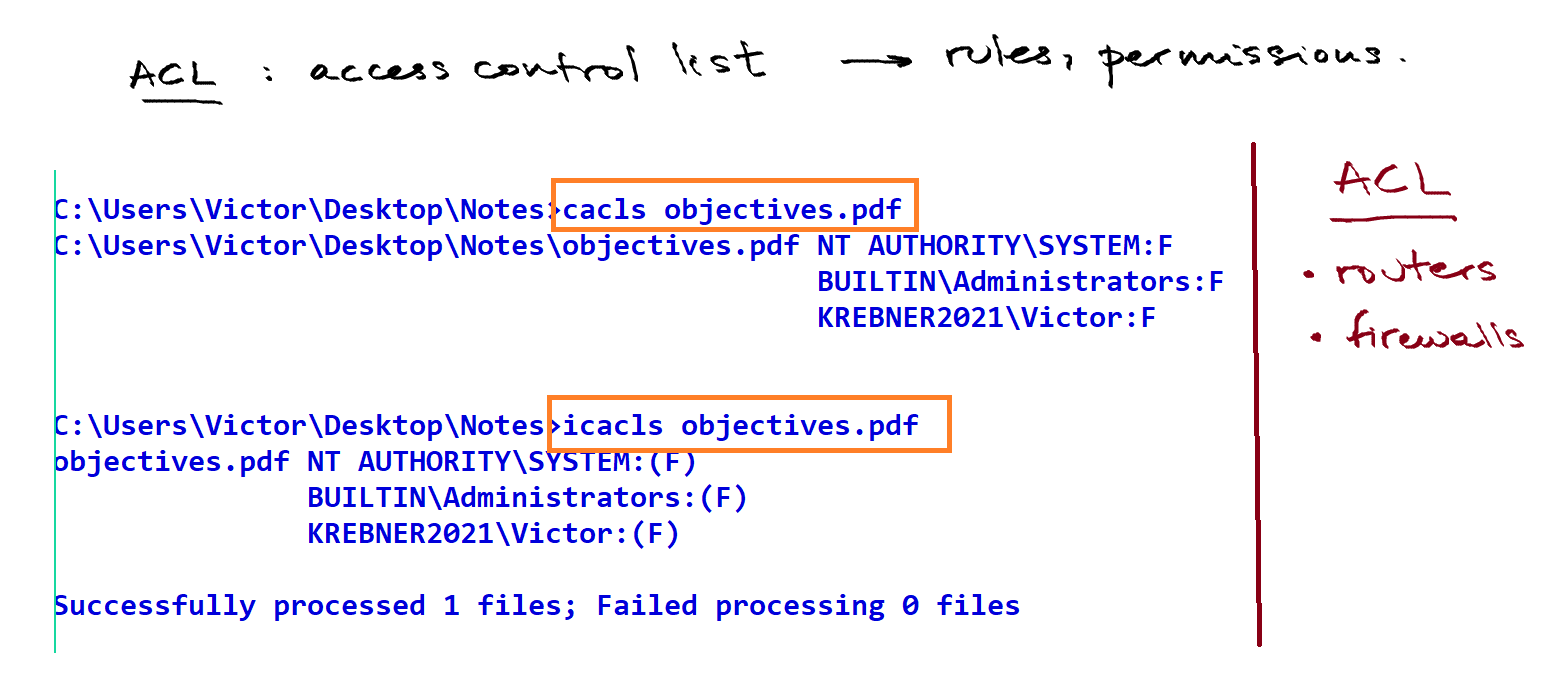 ACL : access control list → rules, permissions.
C:\Users\Victor\Desktop\Notes>cacls objectives.pdf
C:\Users\Victor\Desktop\Notes\objectives.pdf NT AUTHORITY\SYSTEM:F
BUILTIN\Administrators:F
KREBNER2021\Victor:F
C:\Users\Victor\Desktop\Notes>icacls objectives.pdf
objectives.pdf NT AUTHORITY\SYSTEM:(F)
BUILTIN\Administrators:(F)
KREBNER2021\Victor:(F)
Successfully processed 1 files; Failed processing 0 files
ACL
• routers
• firewalls